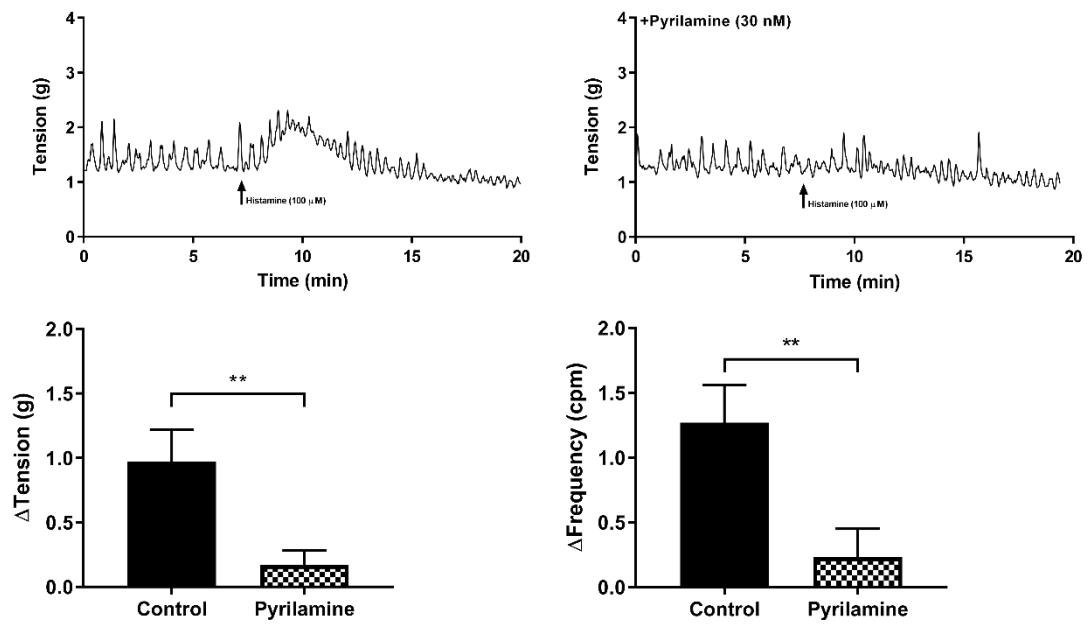 4
3
2
1
0
Tension (g)
Histamine (100 µM)
0 5 10 15 20
Time (min)
+Pyrilamine (30 nM)
4
3
2
1
0
Tension (g)
Histamine (100 µM)
0 5 10 15 20
Time (min)
2.0
1.5
1.0
0.5
0.0
ΔTension (g)
**
Control Pyrilamine
2.0
1.5
1.0
0.5
0.0
ΔFrequency (cpm)
**
Control Pyrilamine